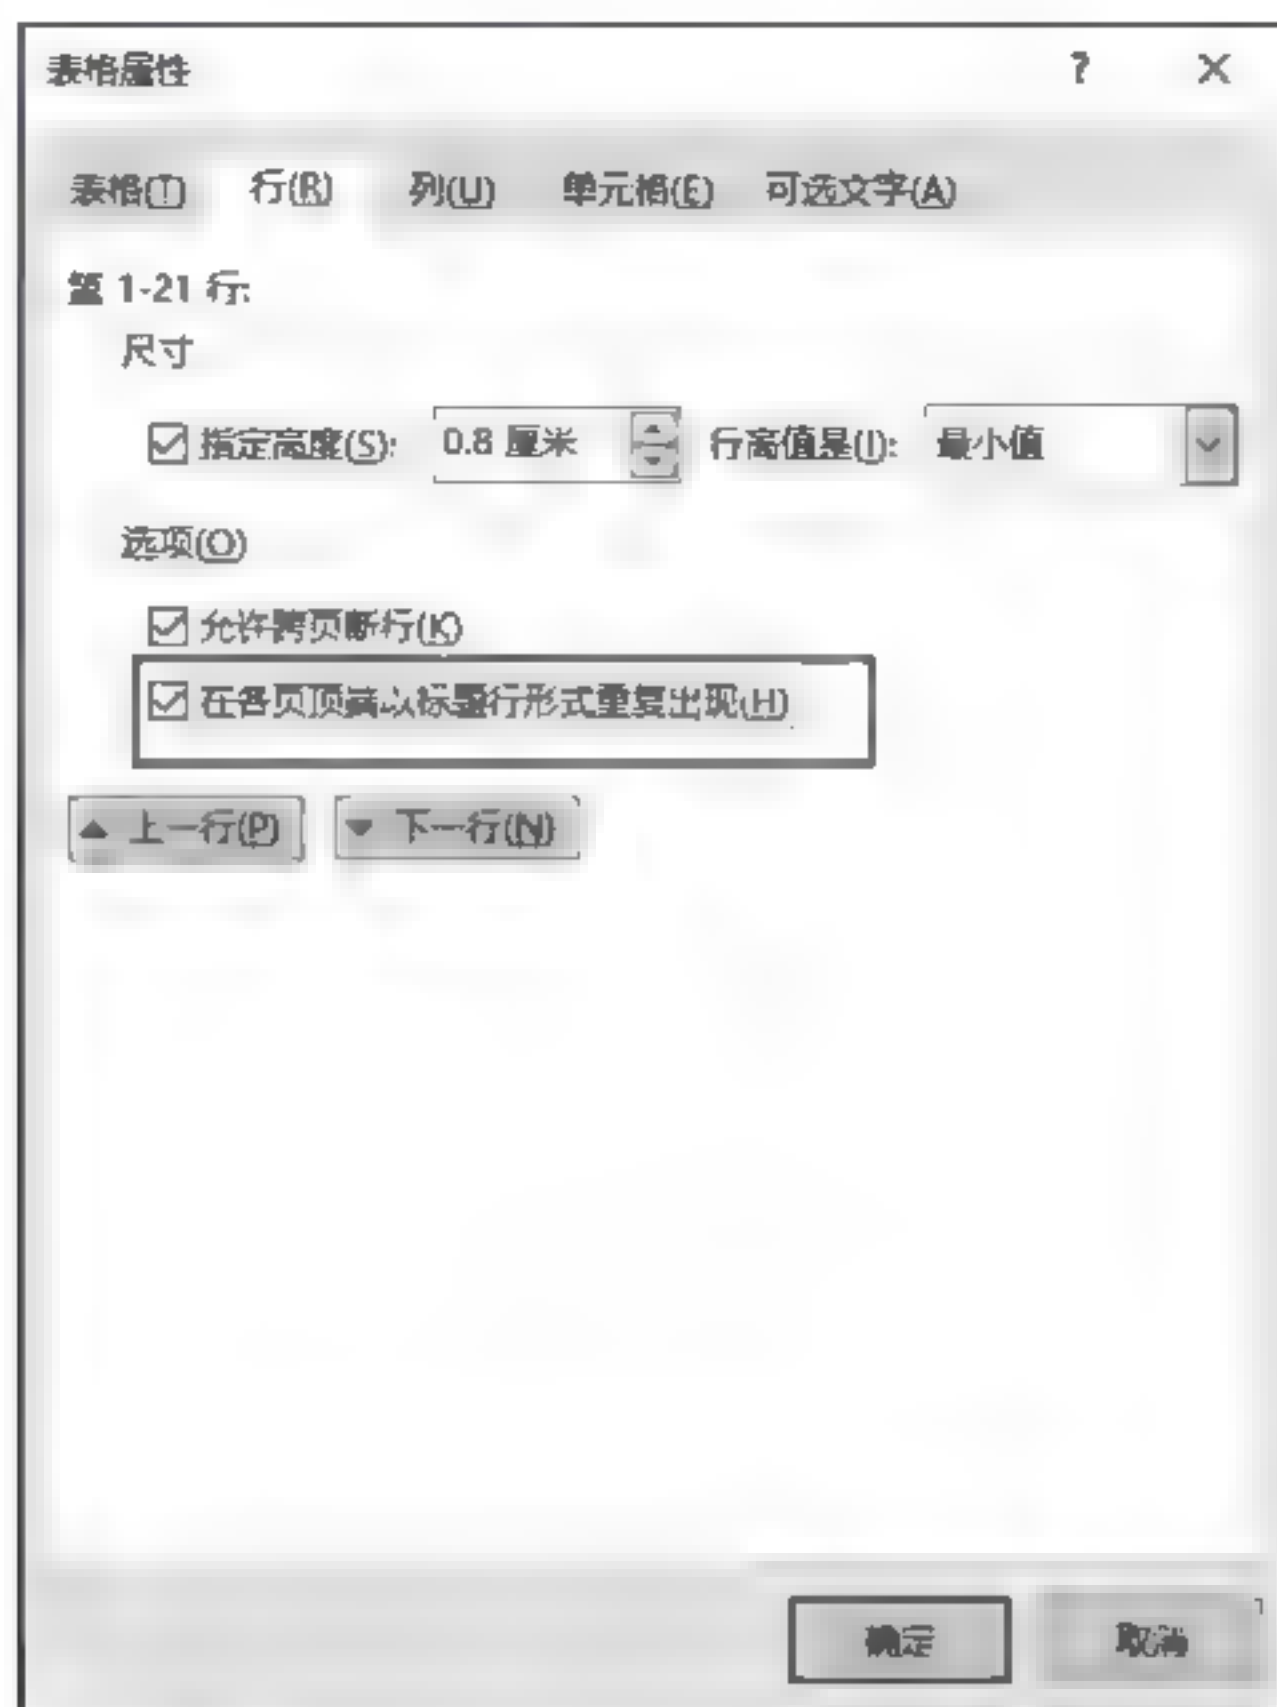 表格属性 ? ×
表格(T) 行(R) 列(U) 单元格(E) 可选文字(A)
第 1-21 行:
尺寸
指定高度(S): 0.8 厘米 行高值是(I): 最小值
选项(O)
允许跨页断行(K)
在各页顶端以标题行形式重复出现(H)
上一行(P) 下一行(N)
确定 取消